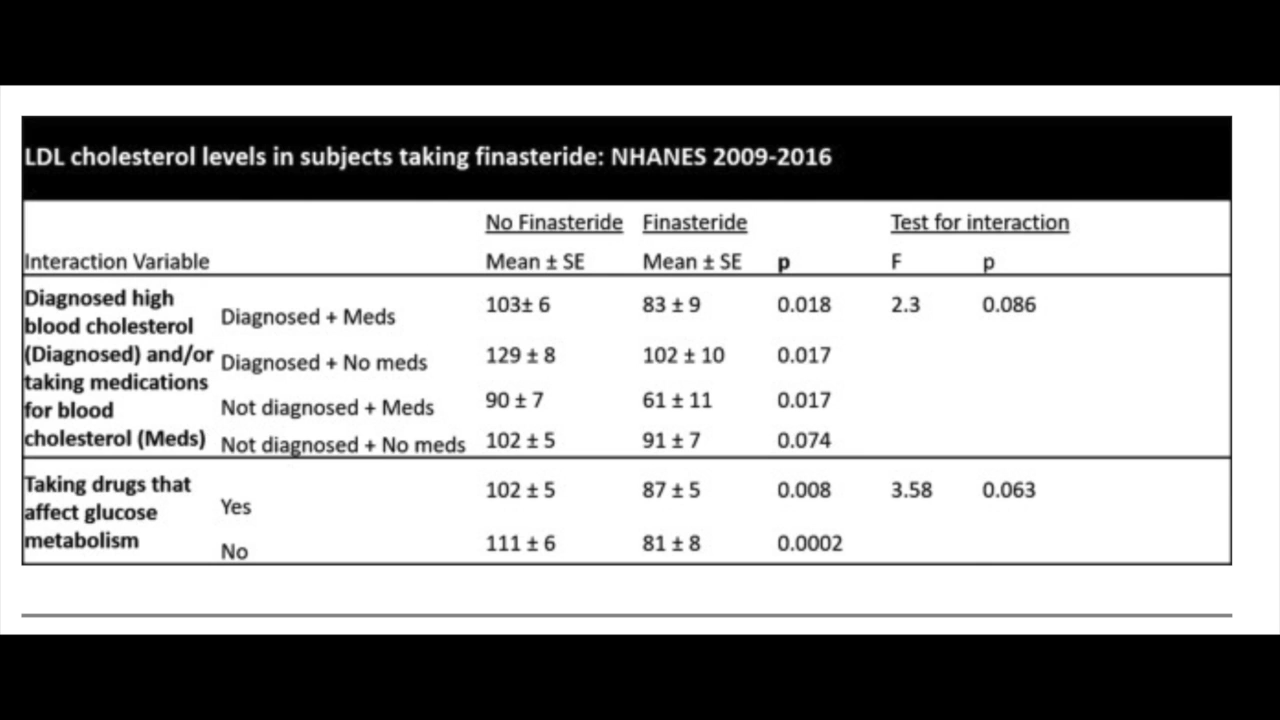 LDL cholesterol levels in subjects taking finasteride: NHANES 2009-2016
No Finasteride Finasteride Test for interaction
Interaction Variable Mean ± SE Mean ± SE p F p
Diagnosed high
blood cholesterol
(Diagnosed) and/or
taking medications
for blood
cholesterol (Meds)
Diagnosed + Meds 103± 6 83 ± 9 0.018 2.3 0.086
Diagnosed + No meds 129 ± 8 102 ± 10 0.017
Not diagnosed + Meds 90 ± 7 61 ± 11 0.017
Not diagnosed + No meds 102 ± 5 91 ± 7 0.074
Taking drugs that
affect glucose
metabolism
Yes 102 ± 5 87 ± 5 0.008 3.58 0.063
No 111 ± 6 81 ± 8 0.0002